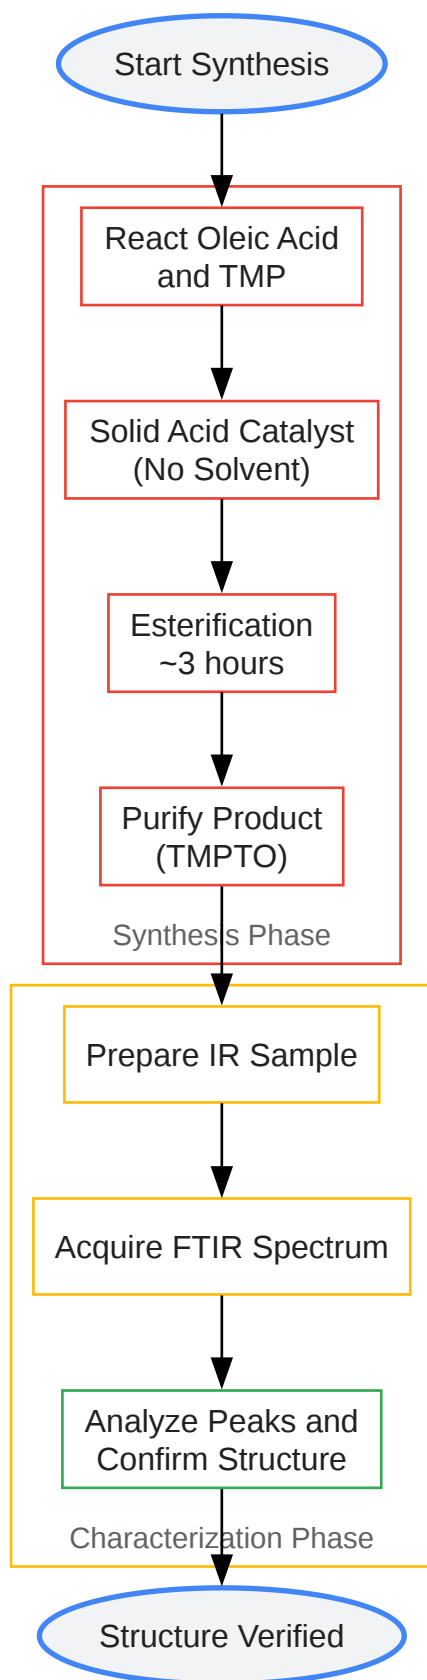 Start Synthesis
React Oleic Acid
and TMP
Solid Acid Catalyst
(No Solvent)
Esterification
~3 hours
Purify Product
(TMPTO)
Synthesis Phase
Prepare IR Sample
Acquire FTIR Spectrum
Analyze Peaks and
Confirm Structure
Characterization Phase
Structure Verified